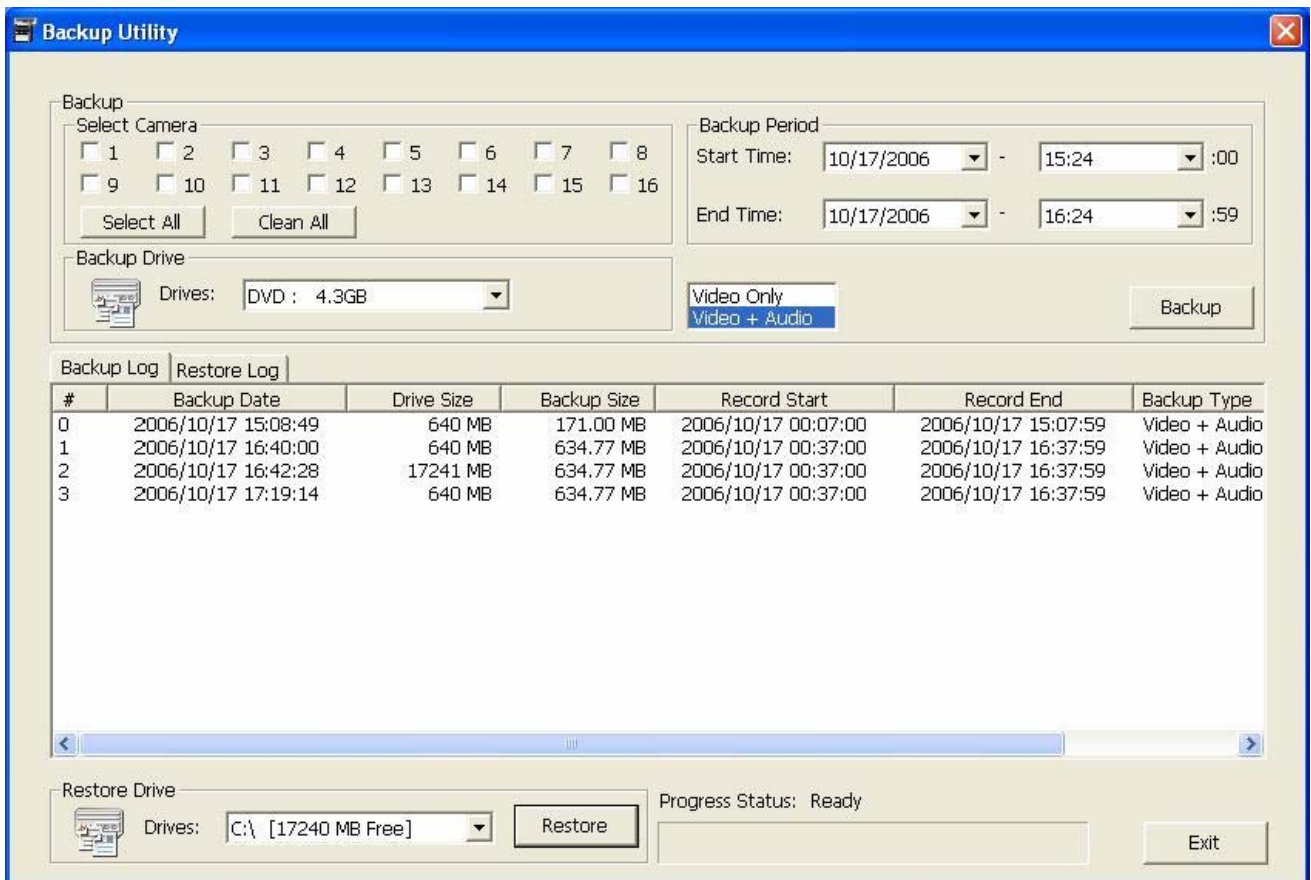 Backup Utility
Backup
Select Camera
1 2 3 4 5 6 7 8
9 10 11 12 13 14 15 16
Select All Clean All
Backup Period
Start Time: 10/17/2006 - 15:24 :00
End Time: 10/17/2006 - 16:24 :59
Backup Drive
Drives: DVD : 4.3GB
Video Only
Video + Audio
Backup
Backup Log Restore Log
# Backup Date Drive Size Backup Size Record Start Record End Backup Type
0 2006/10/17 15:08:49 640 MB 171.00 MB 2006/10/17 00:07:00 2006/10/17 15:07:59 Video + Audio
1 2006/10/17 16:40:00 640 MB 634.77 MB 2006/10/17 00:37:00 2006/10/17 16:37:59 Video + Audio
2 2006/10/17 16:42:28 17241 MB 634.77 MB 2006/10/17 00:37:00 2006/10/17 16:37:59 Video + Audio
3 2006/10/17 17:19:14 640 MB 634.77 MB 2006/10/17 00:37:00 2006/10/17 16:37:59 Video + Audio
Restore Drive
Drives: C:\ [17240 MB Free] Restore
Progress Status: Ready
Exit